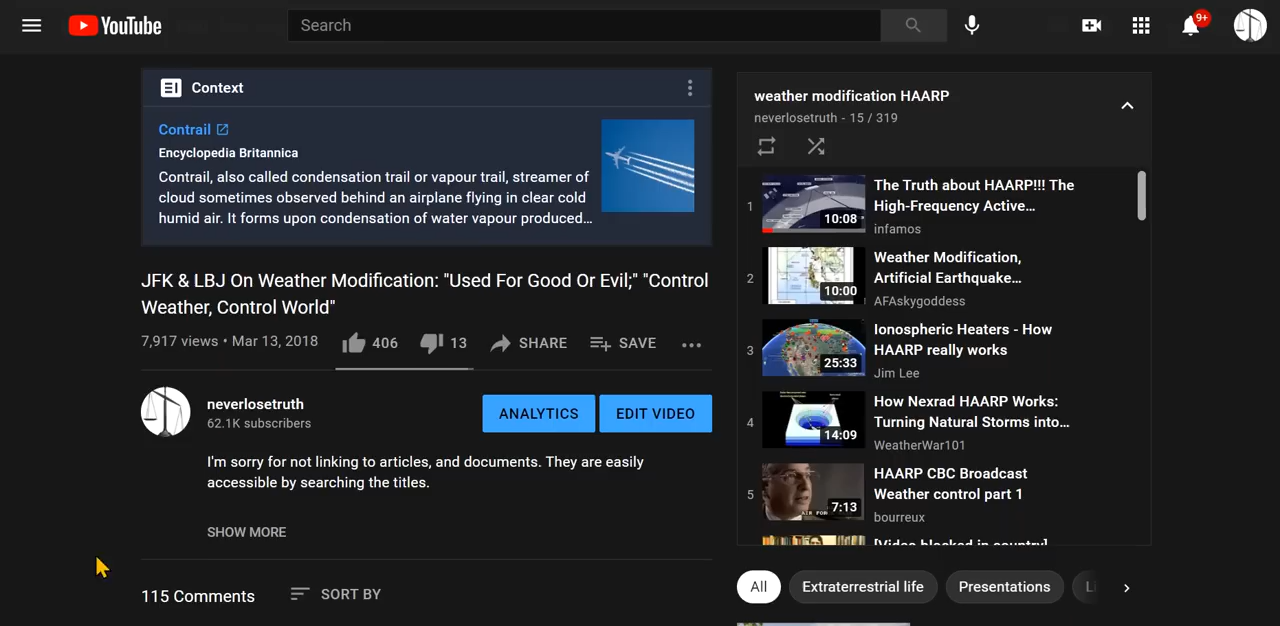 YouTube
Search
9+
Context
Contrail
Encyclopedia Britannica
Contrail, also called condensation trail or vapour trail, streamer of
cloud sometimes observed behind an airplane flying in clear cold
humid air. It forms upon condensation of water vapour produced...
JFK & LBJ On Weather Modification: "Used For Good Or Evil;" "Control
Weather, Control World"
7,917 views • Mar 13, 2018
406
13
SHARE
SAVE
neverlosetruth
62.1K subscribers
ANALYTICS
EDIT VIDEO
I'm sorry for not linking to articles, and documents. They are easily
accessible by searching the titles.
SHOW MORE
115 Comments
SORT BY
weather modification HAARP
neverlosetruth - 15 / 319
1
10:08
The Truth about HAARP!!! The
High-Frequency Active...
infamos
2
10:00
Weather Modification,
Artificial Earthquake...
AFAskygoddess
3
25:33
Ionospheric Heaters - How
HAARP really works
Jim Lee
4
14:09
How Nexrad HAARP Works:
Turning Natural Storms into...
WeatherWar101
5
7:13
HAARP CBC Broadcast
Weather control part 1
bourreux
[Video blocked in country]
All
Extraterrestrial life
Presentations